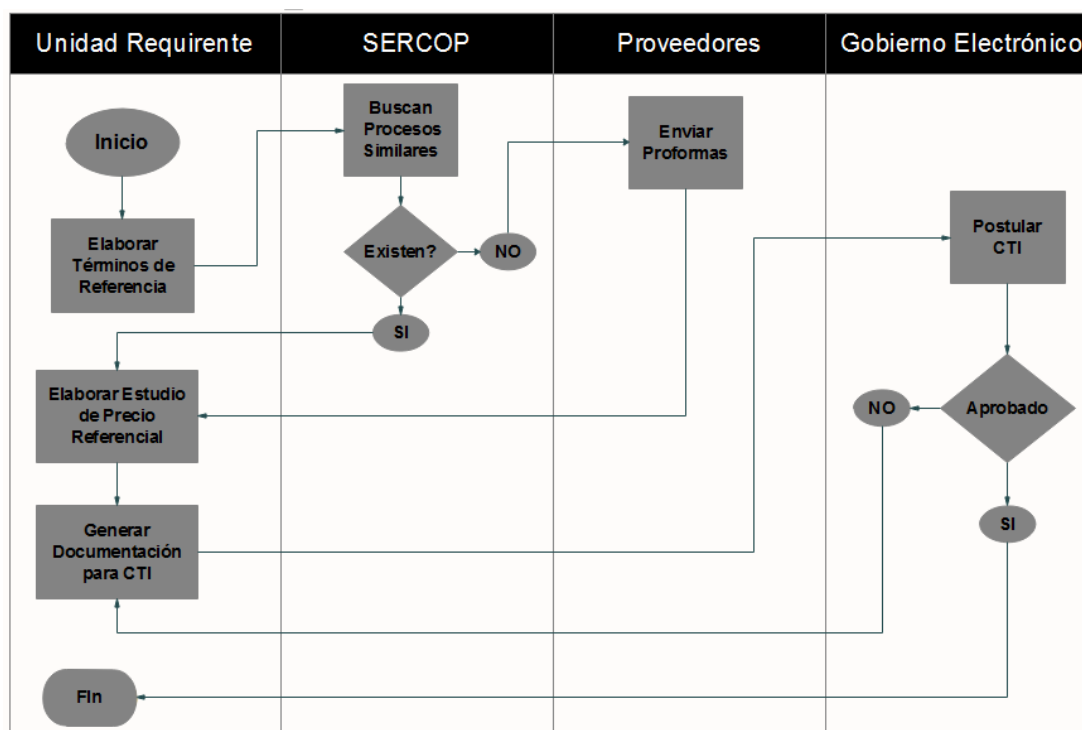 Unidad Requirente
SERCOP
Proveedores
Gobierno Electrónico
Inicio
Elaborar
Términos de
Referencia
Buscan
Procesos
Similares
Existen?
NO
SI
Enviar
Proformas
Elaborar Estudio
de Precio
Referencial
Generar
Documentación
para CTI
Postular
CTI
Aprobado
NO
SI
Fin